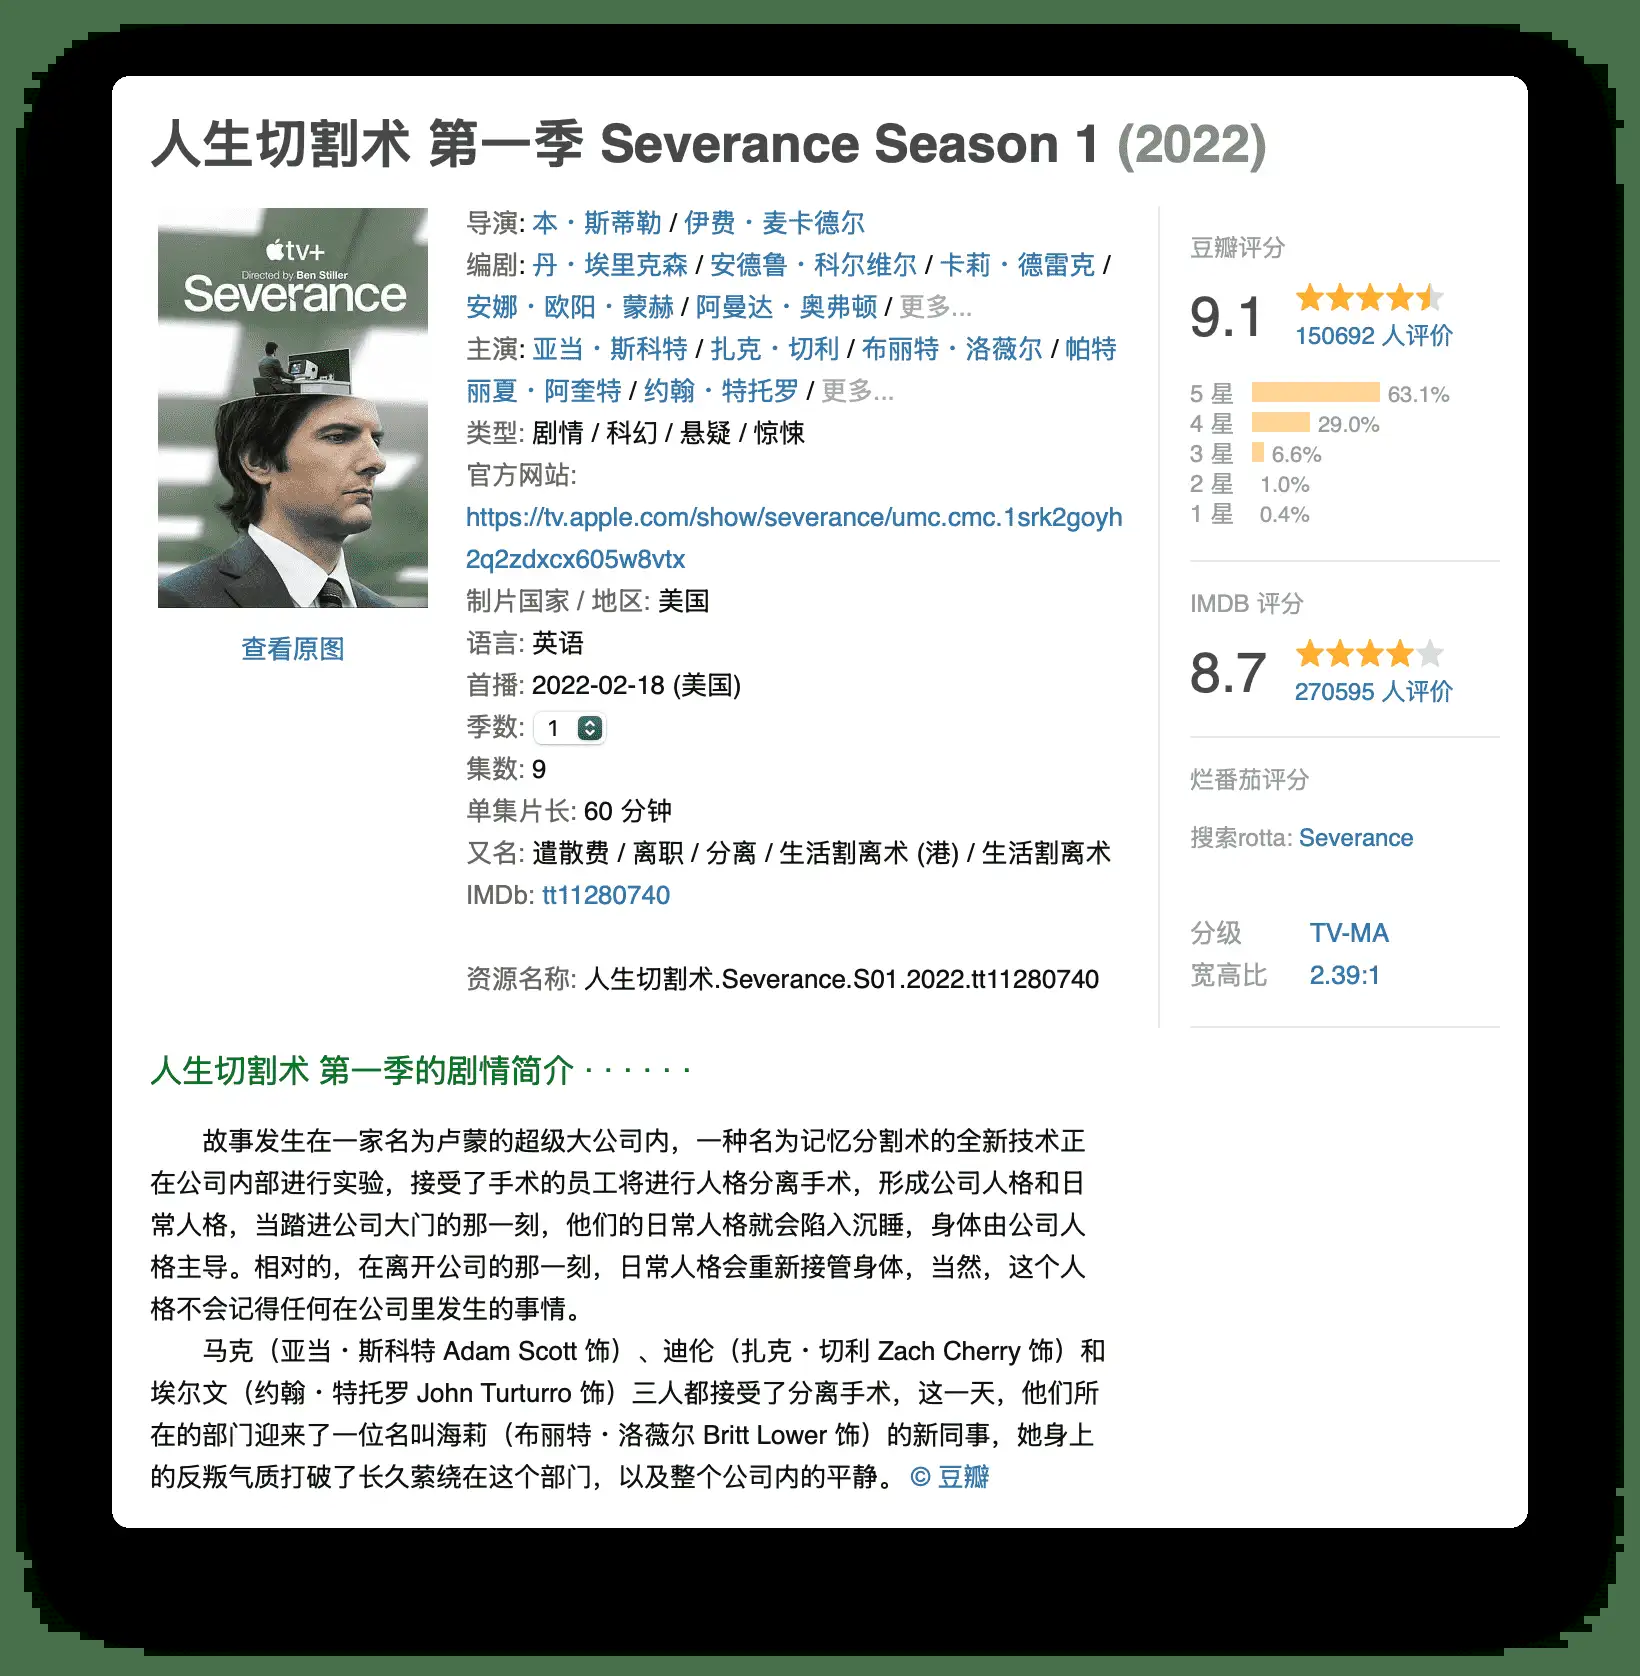 人生切割术 第一季 Severance Season 1 (2022)
tv+
Directed by Ben Stiller
Severance
查看原图
导演: 本・斯蒂勒 / 伊费・麦卡德尔
编剧: 丹・埃里克森 / 安德鲁・科尔维尔 / 卡莉・德雷克 /
安娜・欧阳・蒙赫 / 阿曼达・奥弗顿 / 更多...
主演: 亚当・斯科特 / 扎克・切利 / 布丽特・洛薇尔 / 帕特
丽夏・阿奎特 / 约翰・特托罗 / 更多...
类型: 剧情 / 科幻 / 悬疑 / 惊悚
官方网站:
https://tv.apple.com/show/severance/umc.cmc.1srk2goyh
2q2zdxcx605w8vtx
制片国家 / 地区: 美国
语言: 英语
首播: 2022-02-18 (美国)
季数: 1
集数: 9
单集片长: 60 分钟
又名: 遣散费 / 离职 / 分离 / 生活割离术 (港) / 生活割离术
IMDb: tt11280740
资源名称: 人生切割术.Severance.S01.2022.tt11280740
豆瓣评分
9.1
150692 人评价
5 星 63.1%
4 星 29.0%
3 星 6.6%
2 星 1.0%
1 星 0.4%
IMDB 评分
8.7
270595 人评价
烂番茄评分
搜索rotta: Severance
分级 TV-MA
宽高比 2.39:1
人生切割术 第一季的剧情简介 · · · · · ·
故事发生在一家名为卢蒙的超级大公司内，一种名为记忆分割术的全新技术正
在公司内部进行实验，接受了手术的员工将进行人格分离手术，形成公司人格和日
常人格，当踏进公司大门的那一刻，他们的日常人格就会陷入沉睡，身体由公司人
格主导。相对的，在离开公司的那一刻，日常人格会重新接管身体，当然，这个人
格不会记得任何在公司里发生的事情。
马克（亚当・斯科特 Adam Scott 饰）、迪伦（扎克・切利 Zach Cherry 饰）和
埃尔文（约翰・特托罗 John Turturro 饰）三人都接受了分离手术，这一天，他们所
在的部门迎来了一位名叫海莉（布丽特・洛薇尔 Britt Lower 饰）的新同事，她身上
的反叛气质打破了长久萦绕在这个部门，以及整个公司内的平静。 © 豆瓣